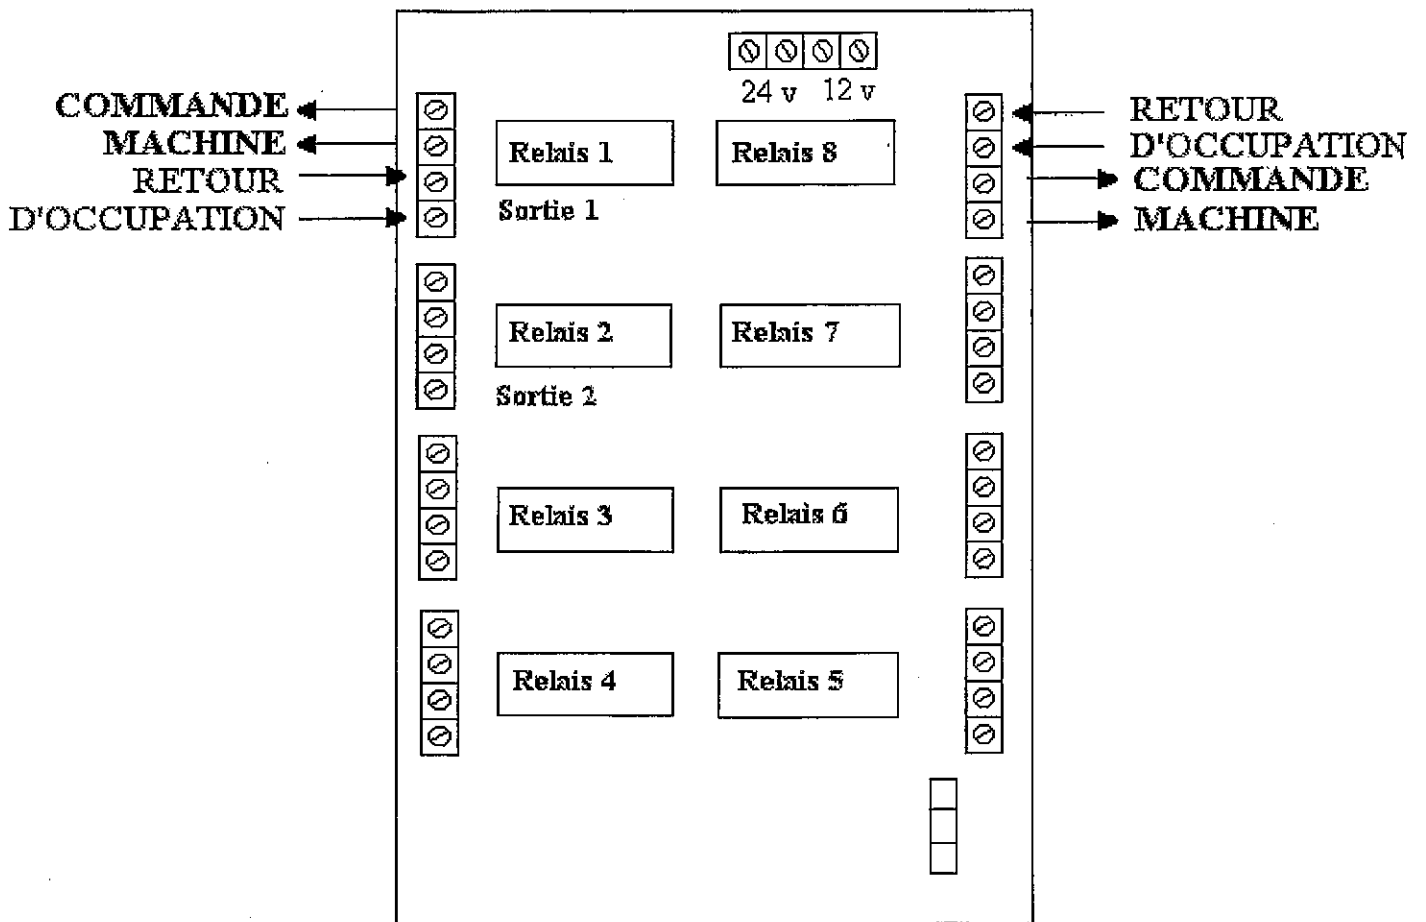 24 v 12 v
COMMANDE
MACHINE
RETOUR
D'OCCUPATION
RETOUR
D'OCCUPATION
COMMANDE
MACHINE
Relais 1
Relais 8
Sortie 1
Relais 2
Relais 7
Sortie 2
Relais 3
Relais 6
Relais 4
Relais 5